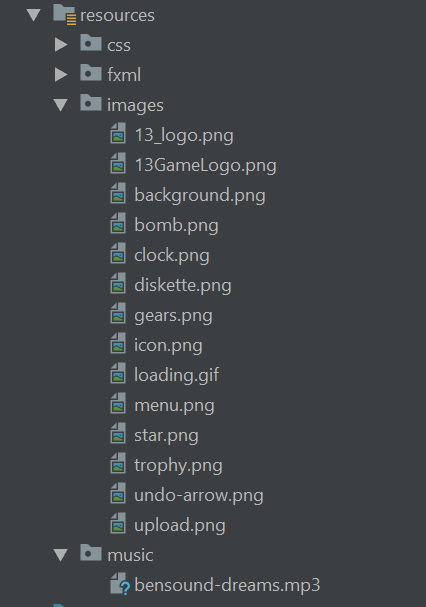 resources
css
fxml
images
13_logo.png
13GameLogo.png
background.png
bomb.png
clock.png
diskette.png
gears.png
icon.png
loading.gif
menu.png
star.png
trophy.png
undo-arrow.png
upload.png
music
bensound-dreams.mp3